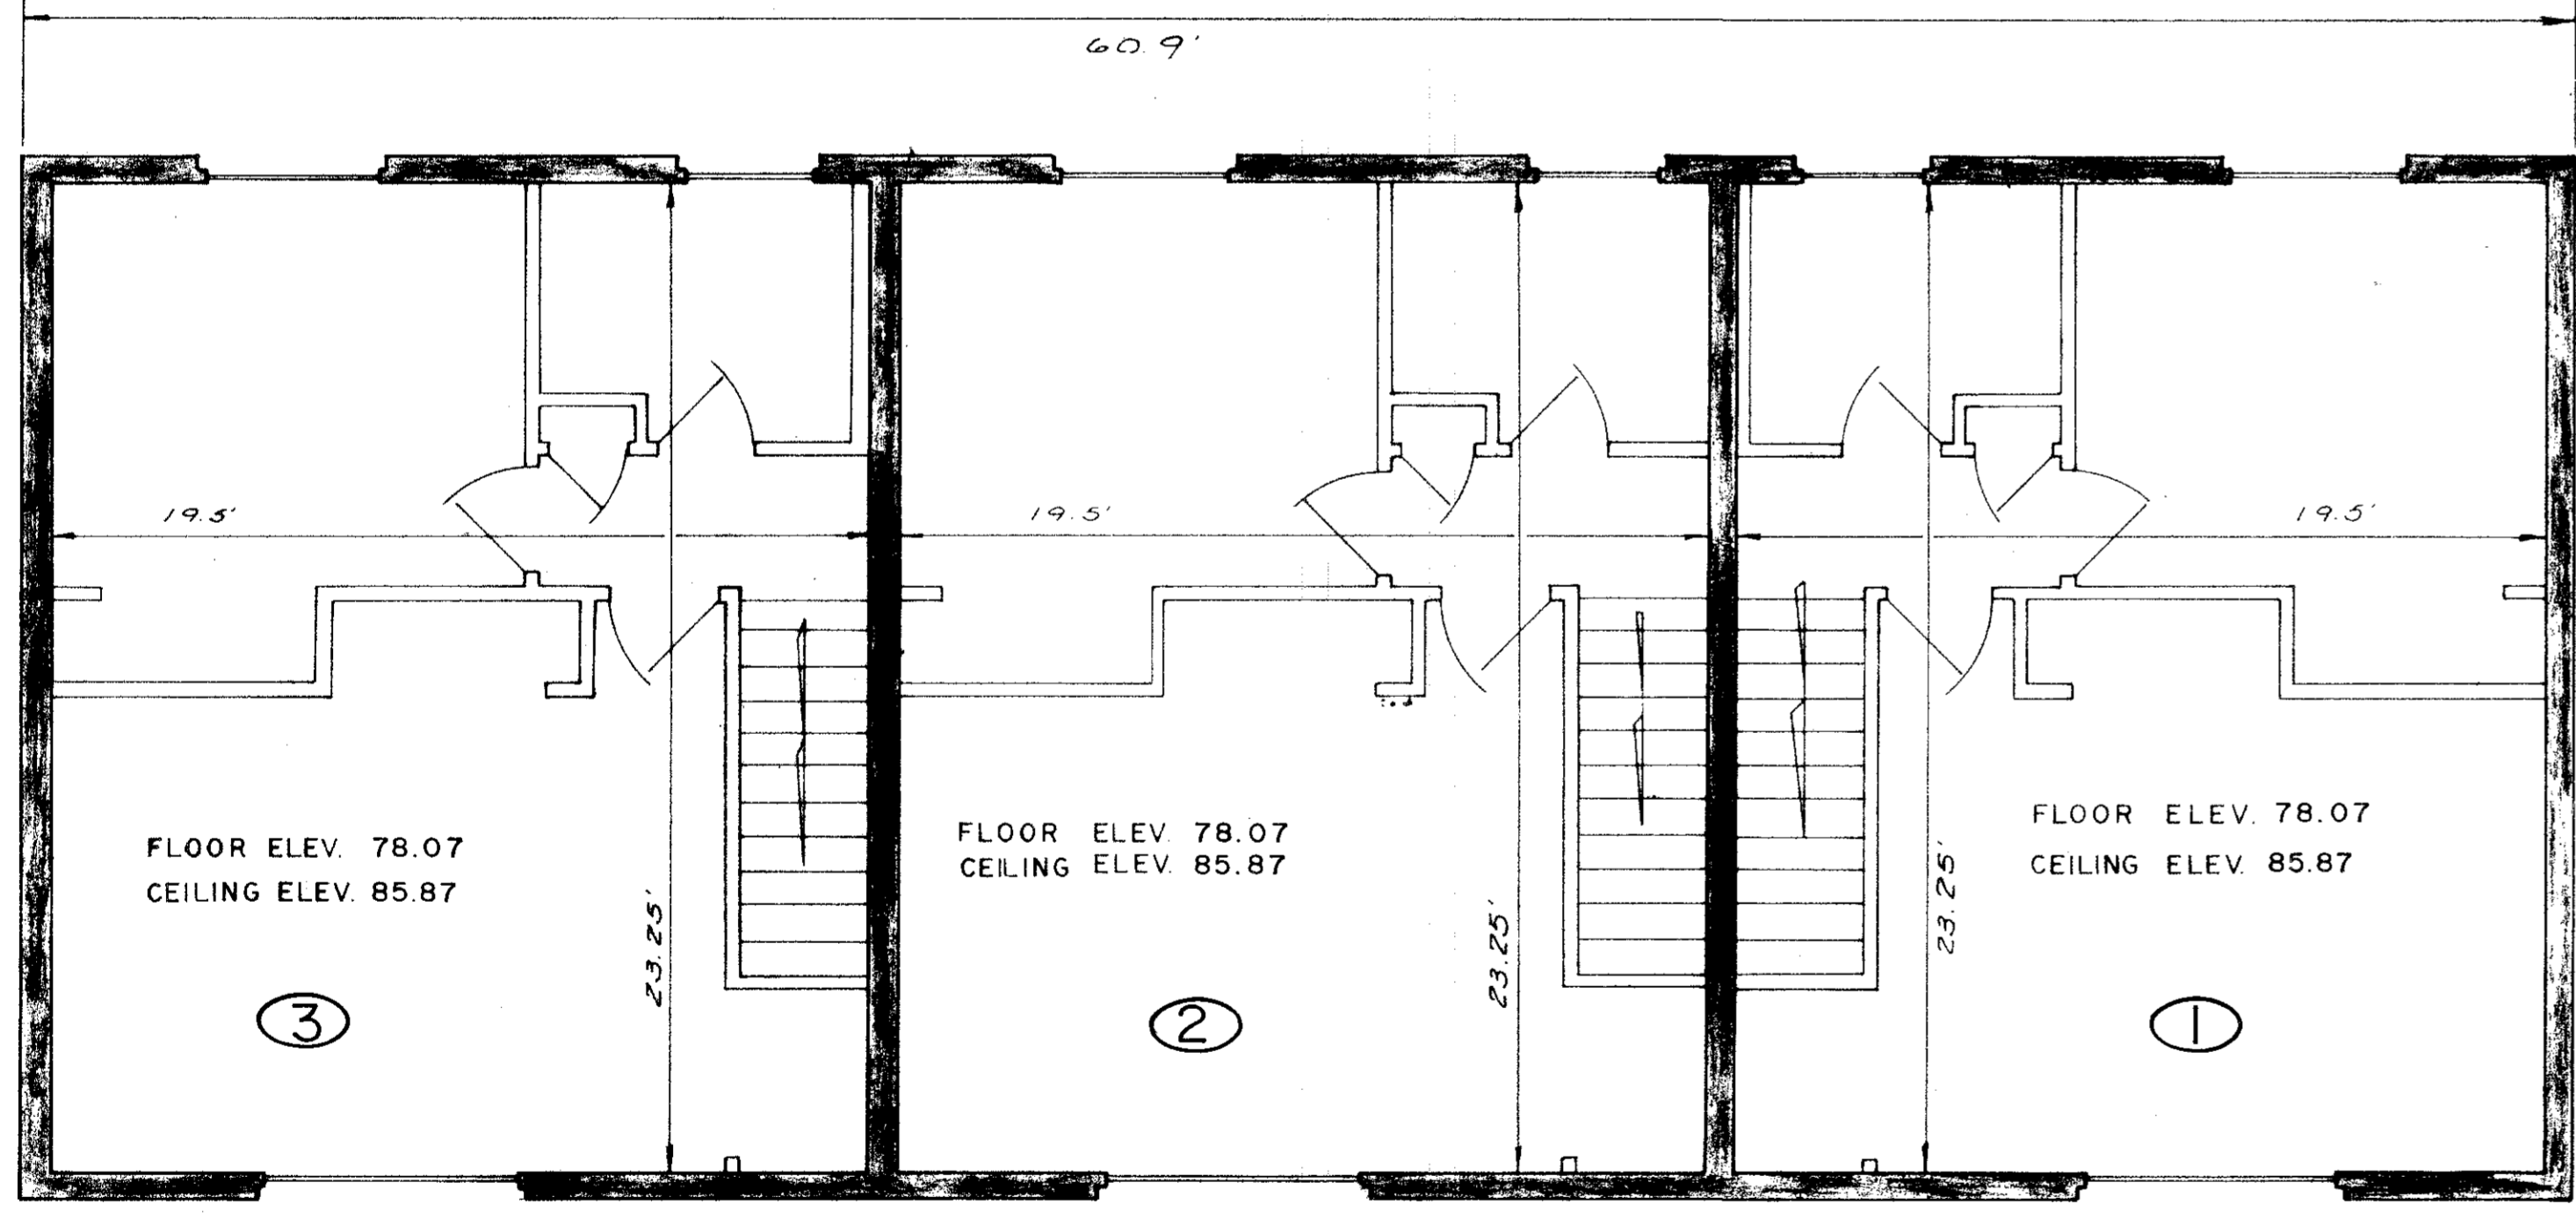 60.9'
19.5'
19.5'
19.5'
FLOOR ELEV. 78.07
CEILING ELEV. 85.87
23.25'
3
FLOOR ELEV. 78.07
CEILING ELEV. 85.87
23.25'
2
FLOOR ELEV. 78.07
CEILING ELEV. 85.87
23.25'
1